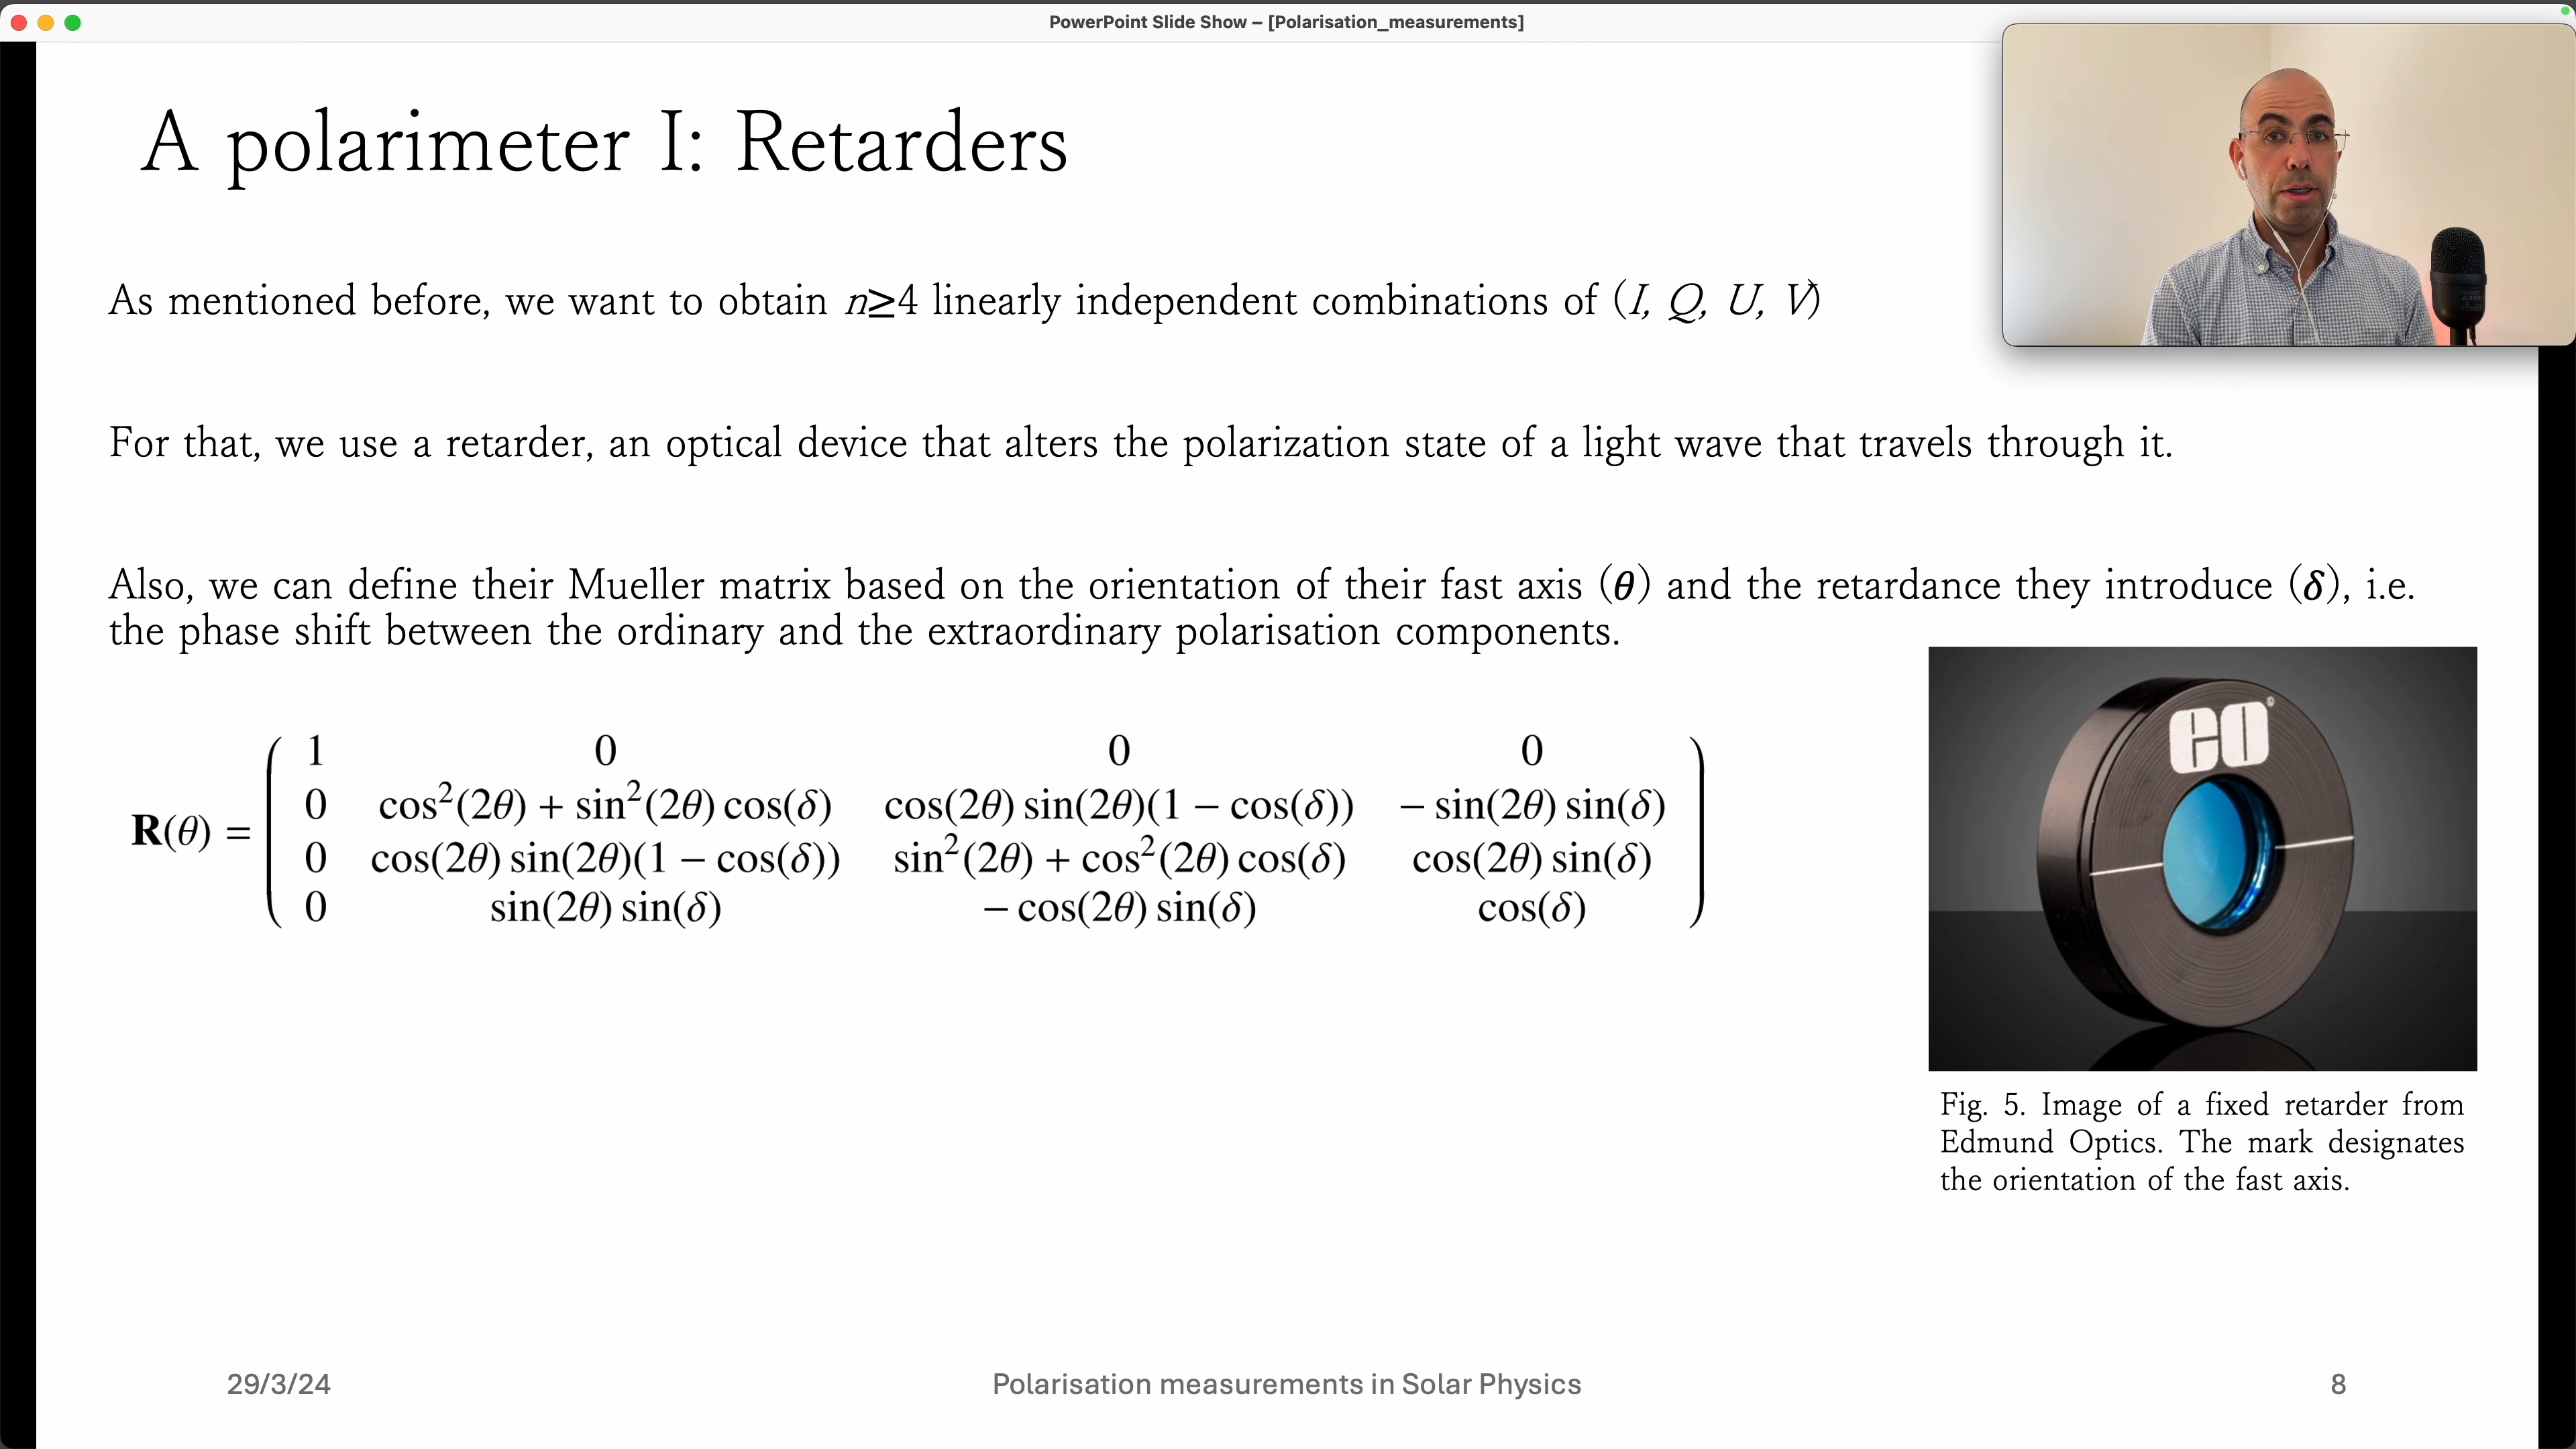 PowerPoint Slide Show – [Polarisation_measurements]
A polarimeter I: Retarders
As mentioned before, we want to obtain n≥4 linearly independent combinations of (I, Q, U, V)
For that, we use a retarder, an optical device that alters the polarization state of a light wave that travels through it.
Also, we can define their Mueller matrix based on the orientation of their fast axis (θ) and the retardance they introduce (δ), i.e.
the phase shift between the ordinary and the extraordinary polarisation components.
1 0 0 0
0 cos²(2θ) + sin²(2θ) cos(δ) cos(2θ) sin(2θ)(1 − cos(δ)) − sin(2θ) sin(δ)
R(θ) =
0 cos(2θ) sin(2θ)(1 − cos(δ)) sin²(2θ) + cos²(2θ) cos(δ) cos(2θ) sin(δ)
0 sin(2θ) sin(δ) − cos(2θ) sin(δ) cos(δ)
eo®
Fig. 5. Image of a fixed retarder from
Edmund Optics. The mark designates
the orientation of the fast axis.
29/3/24
Polarisation measurements in Solar Physics
8